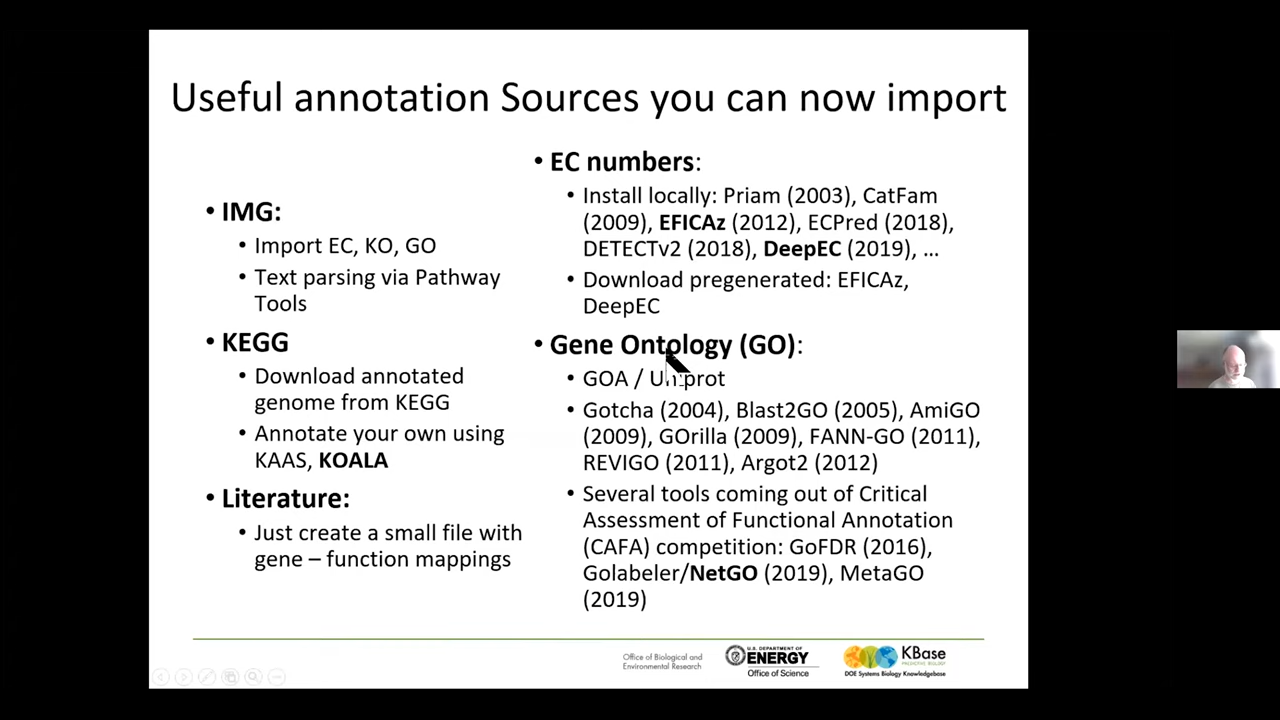 Useful annotation Sources you can now import
• IMG:
• Import EC, KO, GO
• Text parsing via Pathway
Tools
• KEGG
• Download annotated
genome from KEGG
• Annotate your own using
KAAS, KOALA
• Literature:
• Just create a small file with
gene – function mappings
• EC numbers:
• Install locally: Priam (2003), CatFam
(2009), EFICAz (2012), ECPred (2018),
DETECTv2 (2018), DeepEC (2019), ...
• Download pregenerated: EFICAz,
DeepEC
• Gene Ontology (GO):
• GOA / Uniprot
• Gotcha (2004), Blast2GO (2005), AmiGO
(2009), GOrilla (2009), FANN-GO (2011),
REVIGO (2011), Argot2 (2012)
• Several tools coming out of Critical
Assessment of Functional Annotation
(CAFA) competition: GoFDR (2016),
Golabeler/NetGO (2019), MetaGO
(2019)
Office of Biological and
Environmental Research
U.S. DEPARTMENT OF
ENERGY
Office of Science
KBase
PREDICTIVE BIOLOGY
DOE Systems Biology Knowledgebase